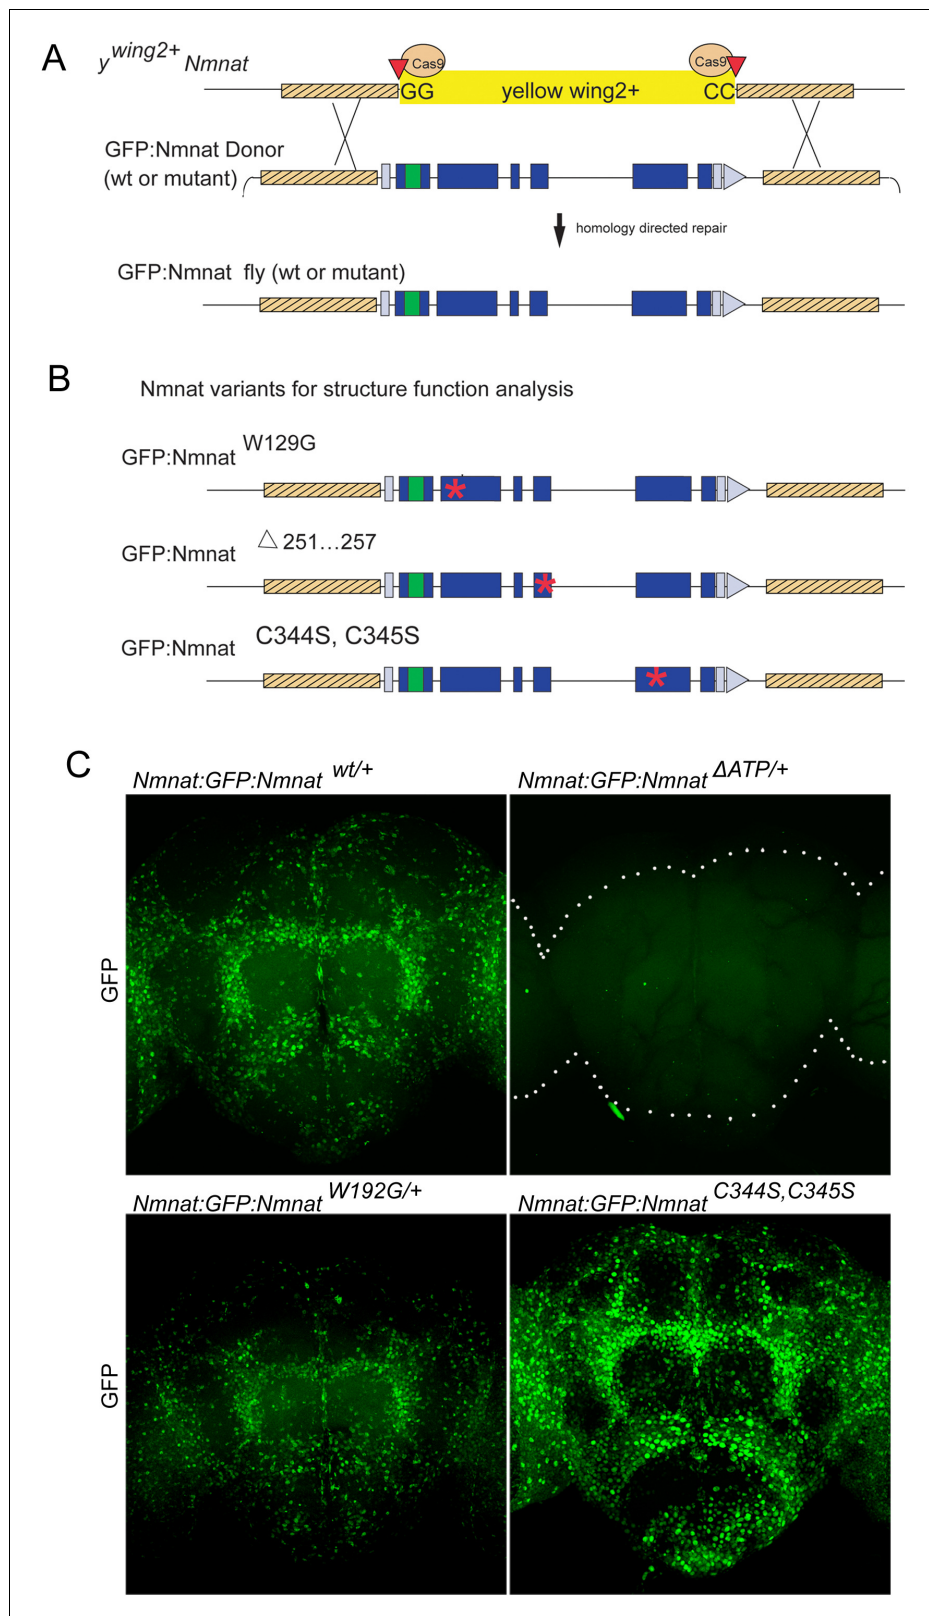 A
y wing2+ Nmnat
Cas9 Cas9
GG yellow wing2+ CC
GFP:Nmnat Donor
(wt or mutant)
homology directed repair
GFP:Nmnat fly (wt or mutant)
B
Nmnat variants for structure function analysis
GFP:Nmnat W129G
*
GFP:Nmnat △ 251...257
*
GFP:Nmnat C344S, C345S
*
C
Nmnat:GFP:Nmnat wt/+
Nmnat:GFP:Nmnat ΔATP/+
GFP
Nmnat:GFP:Nmnat W192G/+
Nmnat:GFP:Nmnat C344S,C345S
GFP